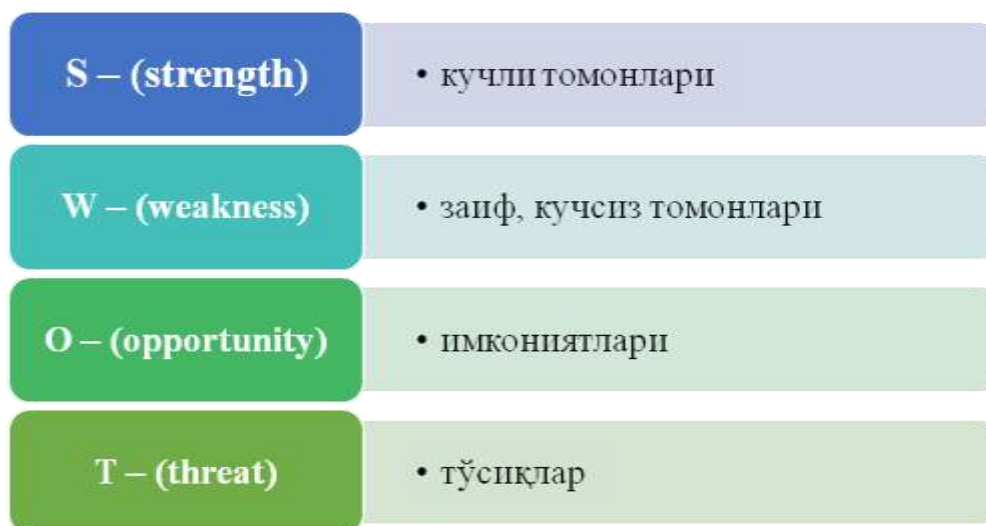 S – (strength)
• кучли томонлари
W – (weakness)
• заиф, кучсиз томонлари
O – (opportunity)
• имкониятлари
T – (threat)
• тўсиқлар